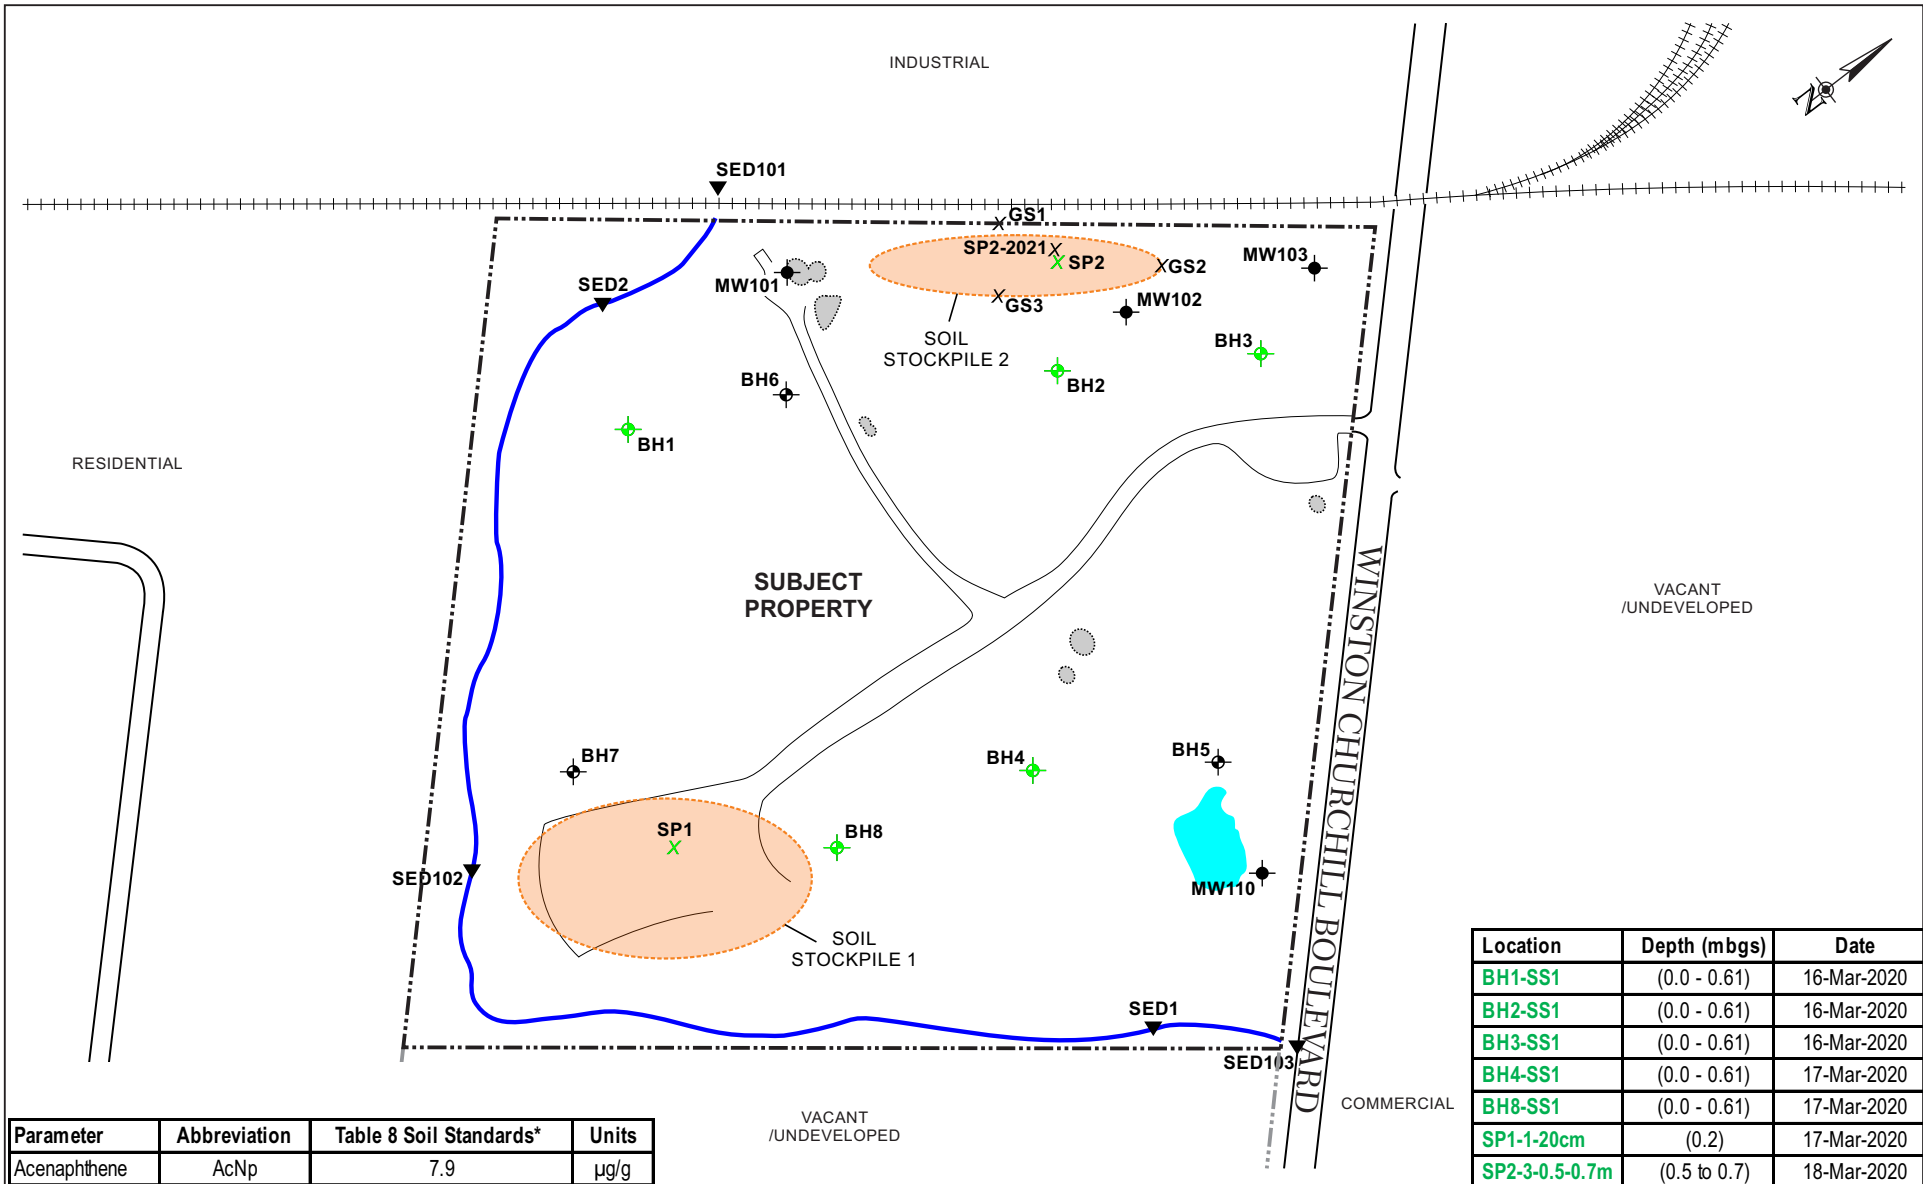 INDUSTRIAL
N
SED101
GS1
SP2-2021
SP2
GS2
MW103
MW101
SED2
GS3
MW102
SOIL
STOCKPILE 2
BH3
BH6
BH2
BH1
RESIDENTIAL
SUBJECT
PROPERTY
VACANT
/UNDEVELOPED
WINSTON CHURCHILL BOULEVARD
BH7
BH4
BH5
SP1
BH8
SED102
MW110
SOIL
STOCKPILE 1
SED1
SED103
VACANT
/UNDEVELOPED
COMMERCIAL
Location Depth (mbgs) Date
BH1-SS1 (0.0 - 0.61) 16-Mar-2020
BH2-SS1 (0.0 - 0.61) 16-Mar-2020
BH3-SS1 (0.0 - 0.61) 16-Mar-2020
BH4-SS1 (0.0 - 0.61) 17-Mar-2020
BH8-SS1 (0.0 - 0.61) 17-Mar-2020
SP1-1-20cm (0.2) 17-Mar-2020
SP2-3-0.5-0.7m (0.5 to 0.7) 18-Mar-2020
Parameter Abbreviation Table 8 Soil Standards* Units
Acenaphthene AcNp 7.9 µg/g